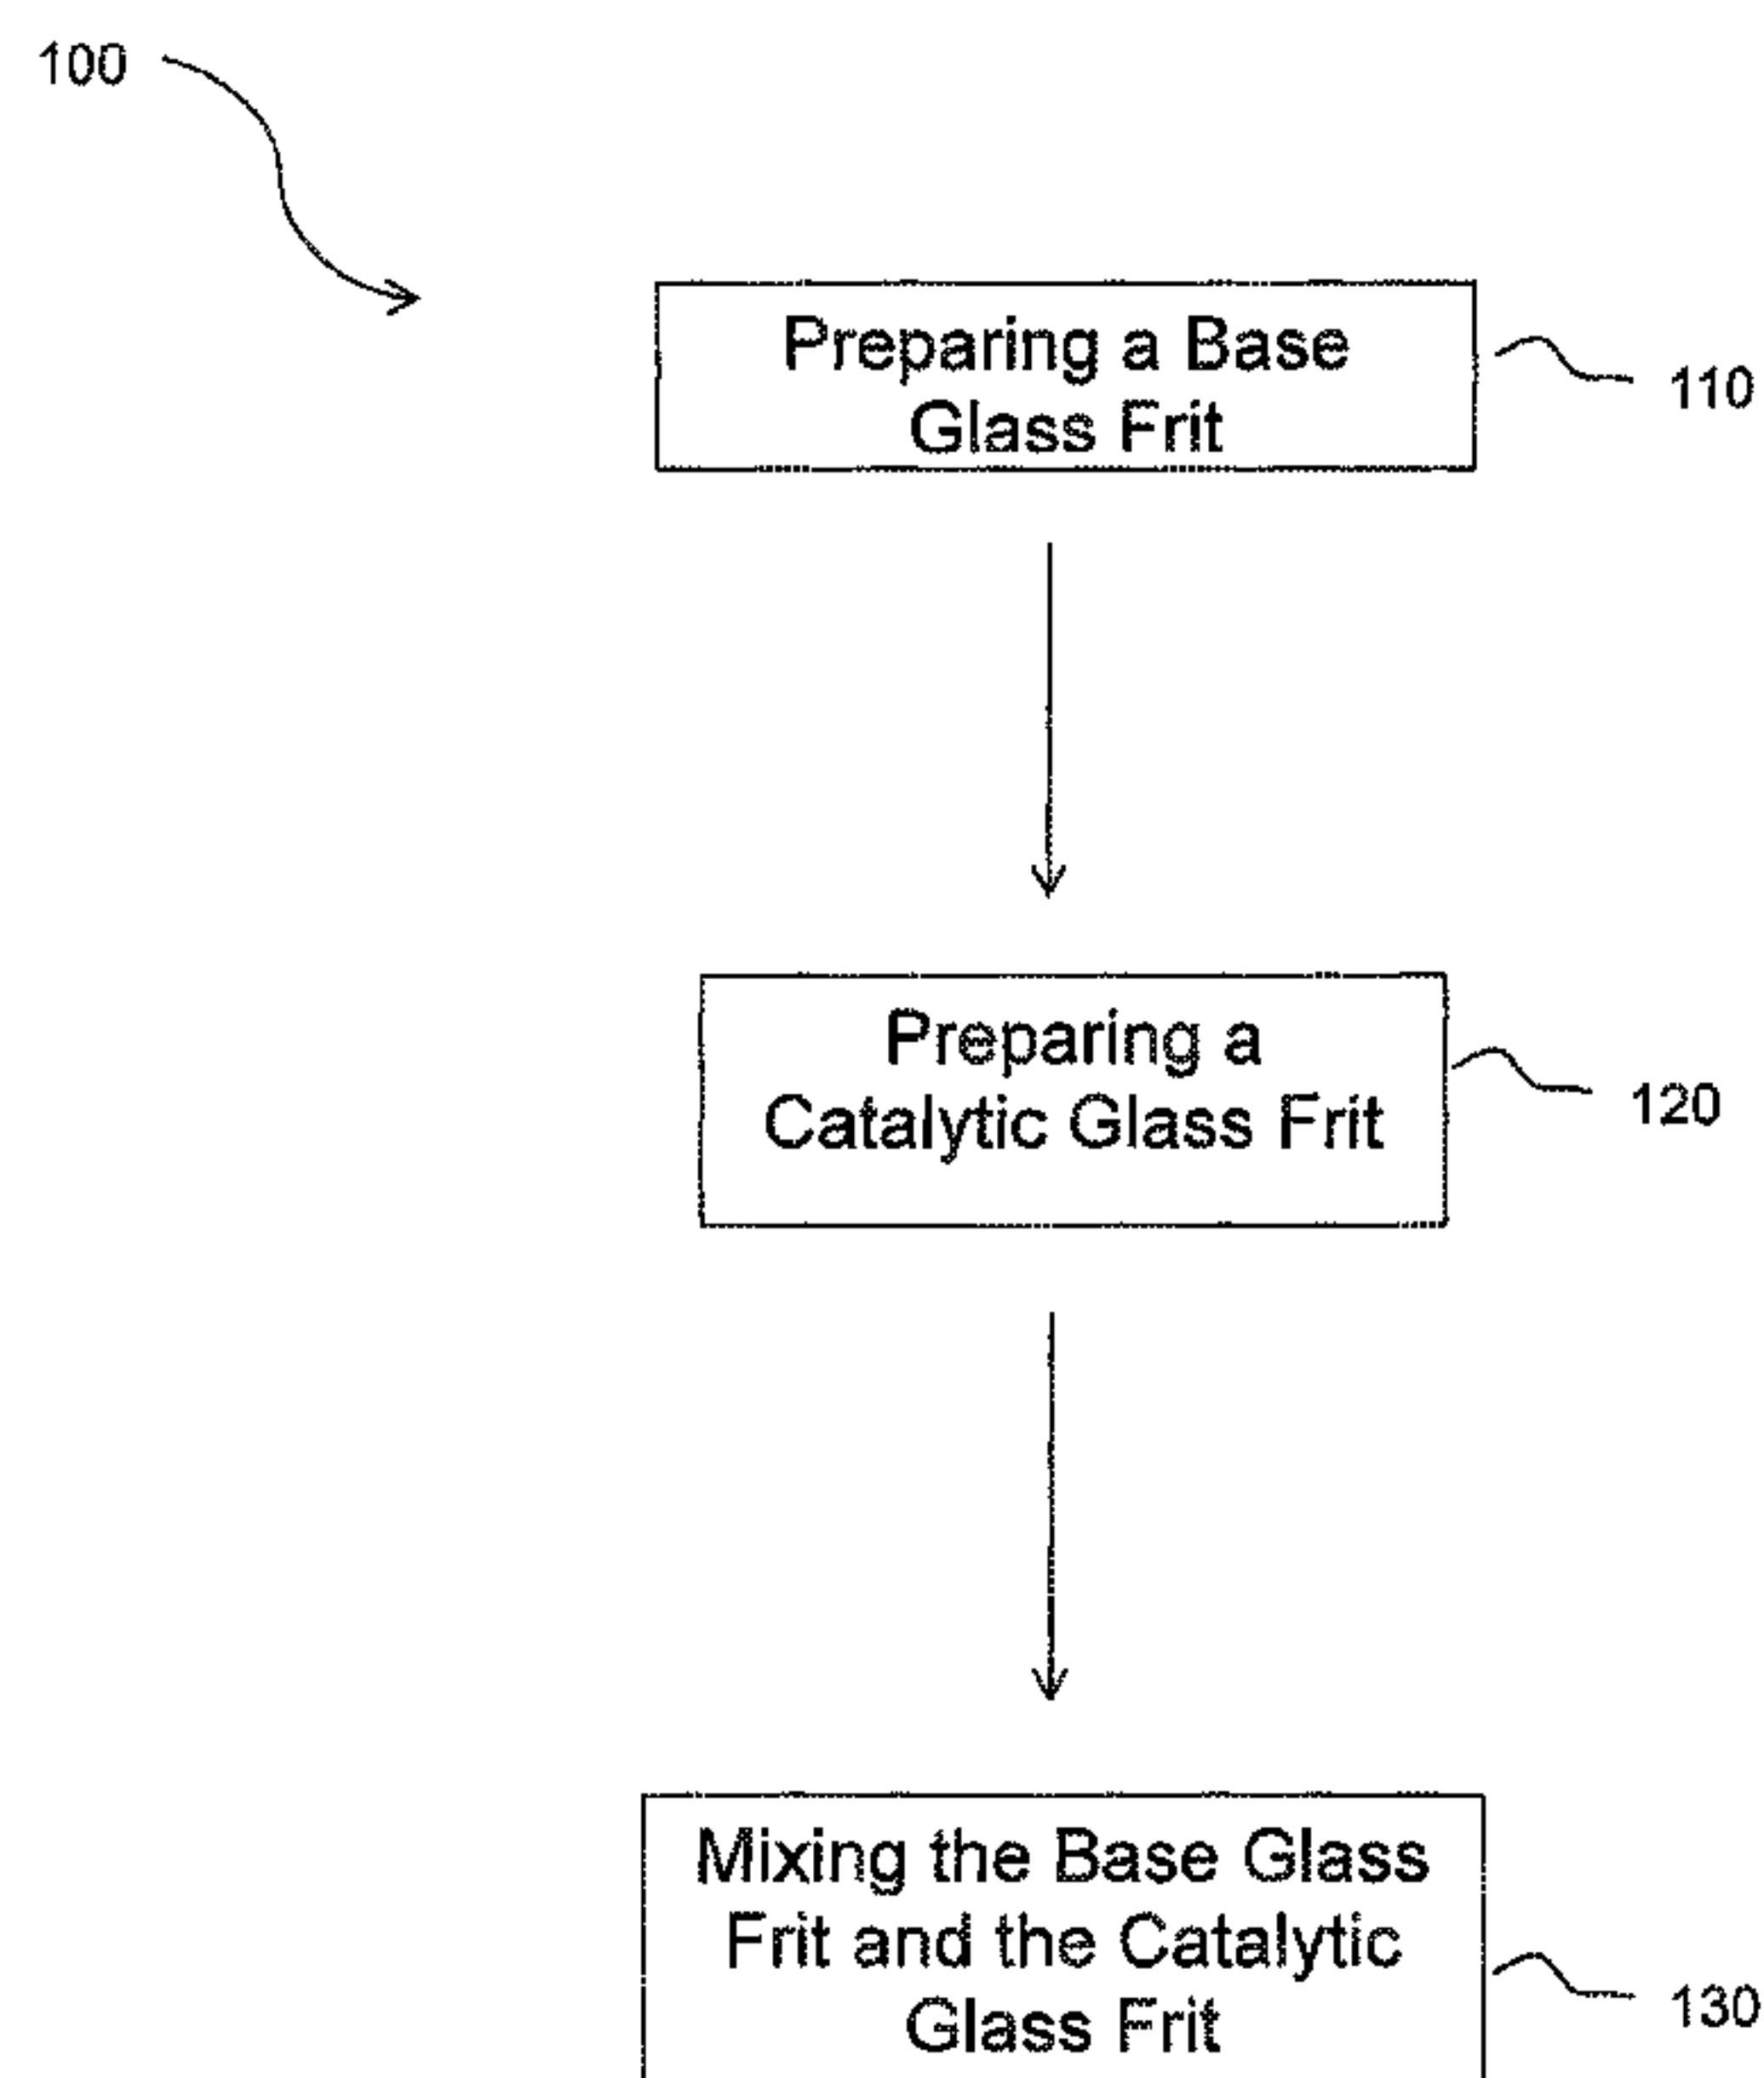 100
Preparing a Base
Glass Frit
110
Preparing a
Catalytic Glass Frit
120
Mixing the Base Glass
Frit and the Catalytic
Glass Frit
130